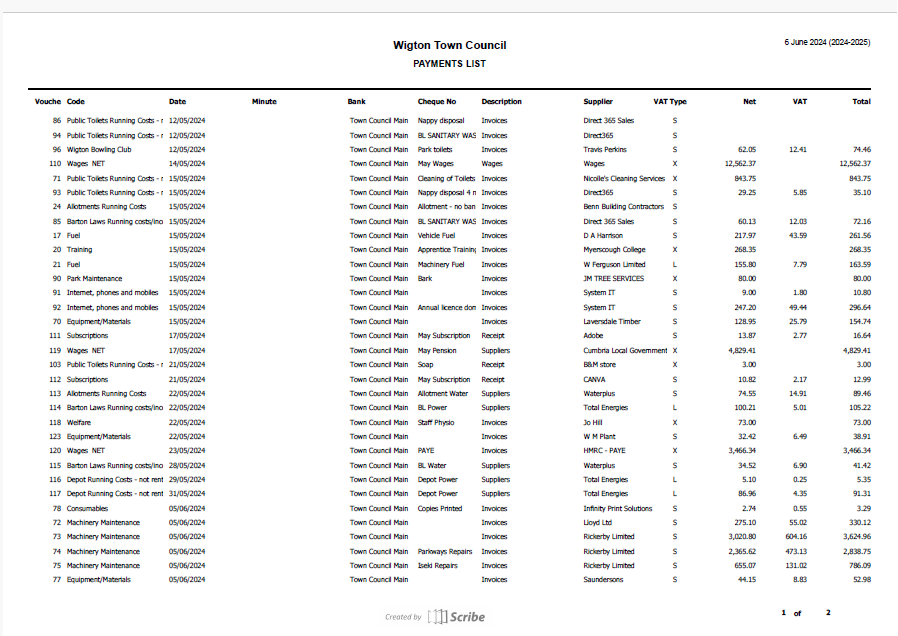 Wigton Town Council
6 June 2024 (2024-2025)
PAYMENTS LIST
Vouche Code Date Minute Bank Cheque No Description Supplier VAT Type Net VAT Total
86 Public Toilets Running Costs - r 12/05/2024 Town Council Main Nappy disposal Invoices Direct 365 Sales S
94 Public Toilets Running Costs - r 12/05/2024 Town Council Main BL SANITARY WAS Invoices Direct365 S
96 Wigton Bowling Club 12/05/2024 Town Council Main Park toilets Invoices Travis Perkins S 62.05 12.41 74.46
110 Wages NET 14/05/2024 Town Council Main May Wages Wages Wages X 12,562.37 12,562.37
71 Public Toilets Running Costs - r 15/05/2024 Town Council Main Cleaning of Toilets Invoices Nicolle's Cleaning Services X 843.75 843.75
93 Public Toilets Running Costs - r 15/05/2024 Town Council Main Nappy disposal 4 n Invoices Direct365 S 29.25 5.85 35.10
24 Allotments Running Costs 15/05/2024 Town Council Main Allotment - no ban Invoices Benn Building Contractors S
85 Barton Laws Running costs/inc 15/05/2024 Town Council Main BL SANITARY WAS Invoices Direct 365 Sales S 60.13 12.03 72.16
17 Fuel 15/05/2024 Town Council Main Vehicle Fuel Invoices D A Harrison S 217.97 43.59 261.56
20 Training 15/05/2024 Town Council Main Apprentice Training Invoices Myerscough College X 268.35 268.35
21 Fuel 15/05/2024 Town Council Main Machinery Fuel Invoices W Ferguson Limited L 155.80 7.79 163.59
90 Park Maintenance 15/05/2024 Town Council Main Bark Invoices JM TREE SERVICES X 80.00 80.00
91 Internet, phones and mobiles 15/05/2024 Town Council Main Invoices System IT S 9.00 1.80 10.80
92 Internet, phones and mobiles 15/05/2024 Town Council Main Annual licence don Invoices System IT S 247.20 49.44 296.64
70 Equipment/Materials 15/05/2024 Town Council Main Invoices Laversdale Timber S 128.95 25.79 154.74
111 Subscriptions 17/05/2024 Town Council Main May Subscription Receipt Adobe S 13.87 2.77 16.64
119 Wages NET 17/05/2024 Town Council Main May Pension Suppliers Cumbria Local Government X 4,829.41 4,829.41
103 Public Toilets Running Costs - r 21/05/2024 Town Council Main Soap Receipt B&M store X 3.00 3.00
112 Subscriptions 21/05/2024 Town Council Main May Subscription Receipt CANVA S 10.82 2.17 12.99
113 Allotments Running Costs 22/05/2024 Town Council Main Allotment Water Suppliers Waterplus S 74.55 14.91 89.46
114 Barton Laws Running costs/inc 22/05/2024 Town Council Main BL Power Suppliers Total Energies L 100.21 5.01 105.22
118 Welfare 22/05/2024 Town Council Main Staff Physio Invoices Jo Hill X 73.00 73.00
123 Equipment/Materials 22/05/2024 Town Council Main Invoices W M Plant S 32.42 6.49 38.91
120 Wages NET 23/05/2024 Town Council Main PAYE Invoices HMRC - PAYE X 3,466.34 3,466.34
115 Barton Laws Running costs/inc 28/05/2024 Town Council Main BL Water Suppliers Waterplus S 34.52 6.90 41.42
116 Depot Running Costs - not rent 29/05/2024 Town Council Main Depot Power Suppliers Total Energies L 5.10 0.25 5.35
117 Depot Running Costs - not rent 31/05/2024 Town Council Main Depot Power Suppliers Total Energies L 86.96 4.35 91.31
78 Consumables 05/06/2024 Town Council Main Copies Printed Invoices Infinity Print Solutions S 2.74 0.55 3.29
72 Machinery Maintenance 05/06/2024 Town Council Main Invoices Lloyd Ltd S 275.10 55.02 330.12
73 Machinery Maintenance 05/06/2024 Town Council Main Invoices Rickerby Limited S 3,020.80 604.16 3,624.96
74 Machinery Maintenance 05/06/2024 Town Council Main Parkways Repairs Invoices Rickerby Limited S 2,365.62 473.13 2,838.75
75 Machinery Maintenance 05/06/2024 Town Council Main Iseki Repairs Invoices Rickerby Limited S 655.07 131.02 786.09
77 Equipment/Materials 05/06/2024 Town Council Main Invoices Saundersons S 44.15 8.83 52.98
Created by Scribe
1 of 2